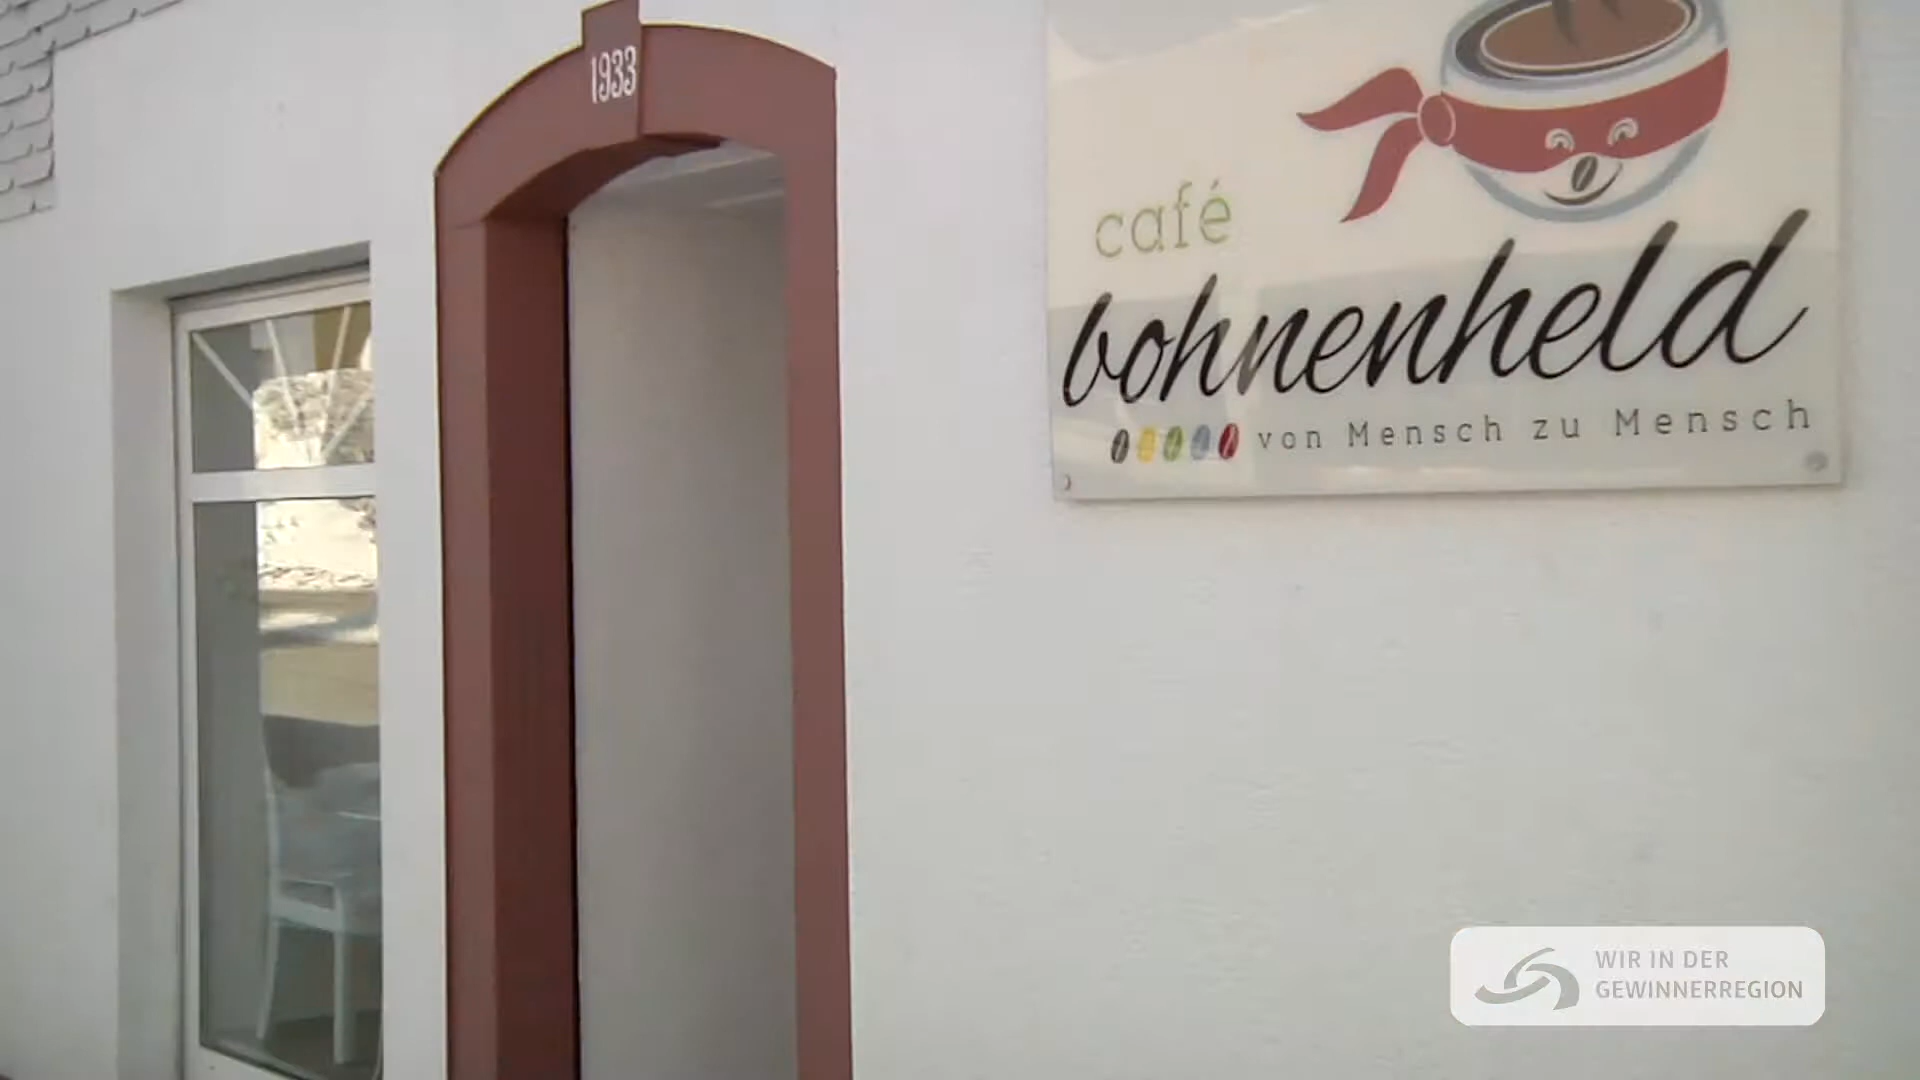 1933
café
bohnenheld
von Mensch zu Mensch
WIR IN DER
GEWINNERREGION